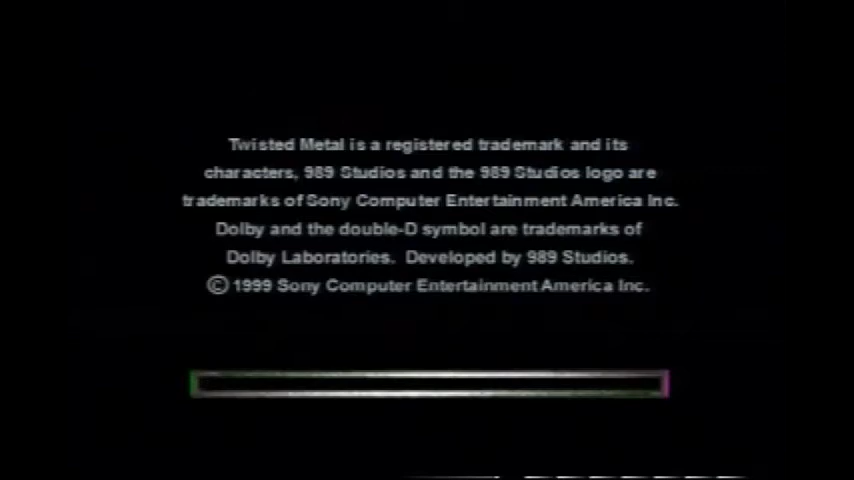 Twisted Metal is a registered trademark and its
characters, 989 Studios and the 989 Studios logo are
trademarks of Sony Computer Entertainment America Inc.
Dolby and the double-D symbol are trademarks of
Dolby Laboratories. Developed by 989 Studios.
© 1999 Sony Computer Entertainment America Inc.